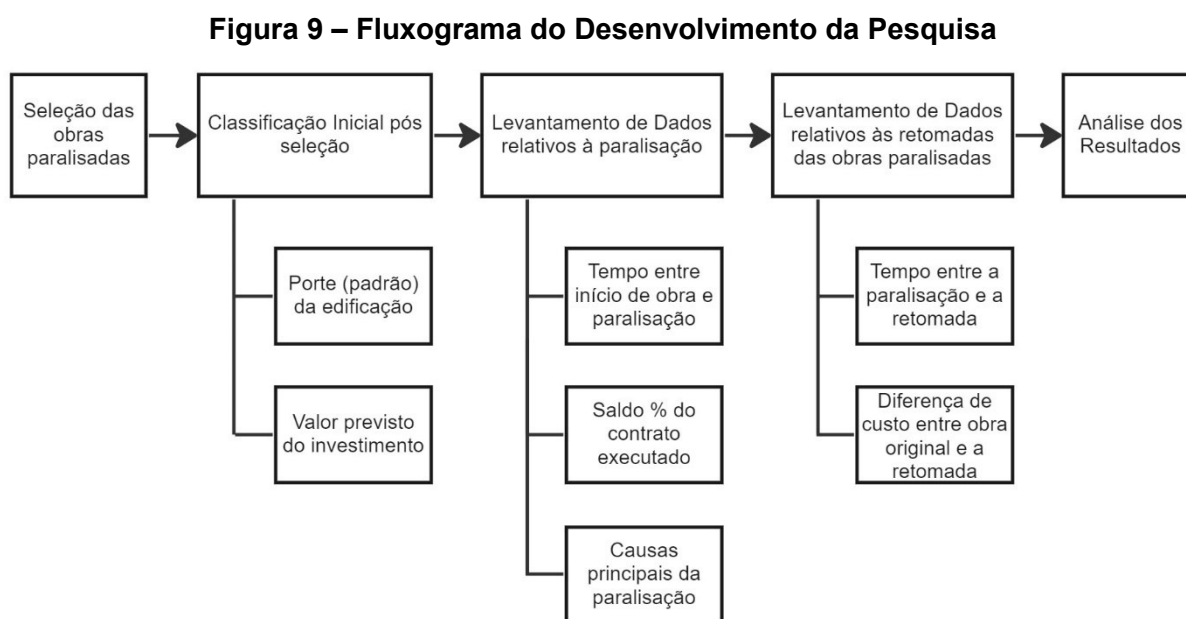 Figura 9 – Fluxograma do Desenvolvimento da Pesquisa
Seleção das
obras
paralisadas
Classificação Inicial pós
seleção
Levantamento de Dados
relativos à paralisação
Levantamento de Dados
relativos às retomadas
das obras paralisadas
Análise dos
Resultados
Porte (padrão)
da edificação
Valor previsto
do investimento
Tempo entre
início de obra e
paralisação
Saldo % do
contrato
executado
Causas
principais da
paralisação
Tempo entre a
paralisação e a
retomada
Diferença de
custo entre obra
original e a
retomada